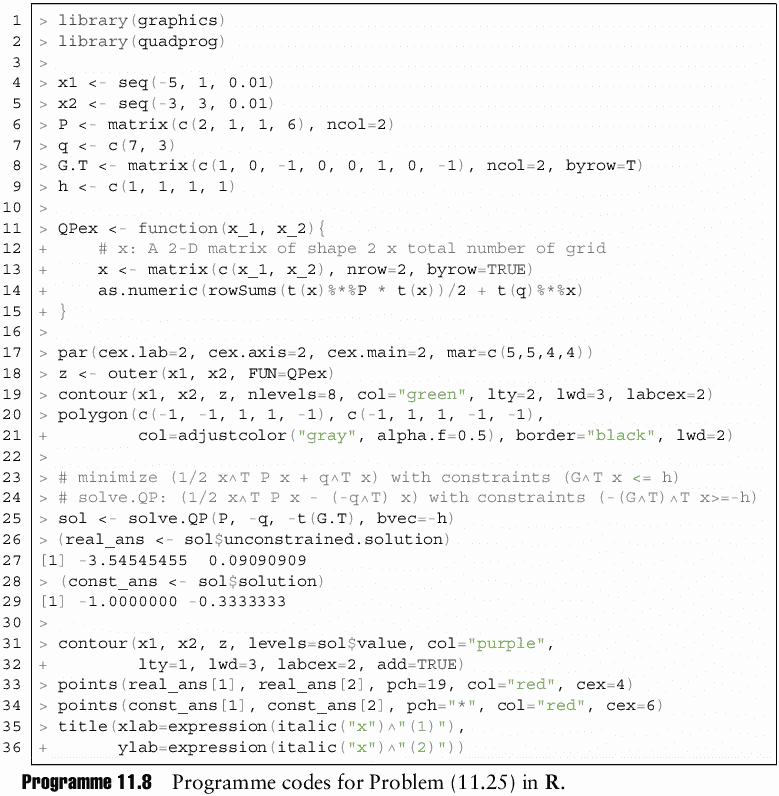 1 > library(graphics)
2 > library(quadprog)
3 >
4 > x1 <- seq(-5, 1, 0.01)
5 > x2 <- seq(-3, 3, 0.01)
6 > P <- matrix(c(2, 1, 1, 6), ncol=2)
7 > q <- c(7, 3)
8 > G.T <- matrix(c(1, 0, -1, 0, 0, 1, 0, -1), ncol=2, byrow=T)
9 > h <- c(1, 1, 1, 1)
10 >
11 > QPex <- function(x_1, x_2){
12 +     # x: A 2-D matrix of shape 2 x total number of grid
13 +     x <- matrix(c(x_1, x_2), nrow=2, byrow=TRUE)
14 +     as.numeric(rowSums(t(x)%*%P * t(x))/2 + t(q)%*%x)
15 + }
16 >
17 > par(cex.lab=2, cex.axis=2, cex.main=2, mar=c(5,5,4,4))
18 > z <- outer(x1, x2, FUN=QPex)
19 > contour(x1, x2, z, nlevels=8, col="green", lty=2, lwd=3, labcex=2)
20 > polygon(c(-1, -1, 1, 1, -1), c(-1, 1, 1, -1, -1),
21 +         col=adjustcolor("gray", alpha.f=0.5), border="black", lwd=2)
22 >
23 > # minimize (1/2 x^T P x + q^T x) with constraints (G^T x <= h)
24 > # solve.QP: (1/2 x^T P x - (-q^T) x) with constraints (-(G^T)^T x>=-h)
25 > sol <- solve.QP(P, -q, -t(G.T), bvec=-h)
26 > (real_ans <- sol$unconstrained.solution)
27 [1] -3.54545455  0.09090909
28 > (const_ans <- sol$solution)
29 [1] -1.0000000 -0.3333333
30 >
31 > contour(x1, x2, z, levels=sol$value, col="purple",
32 +         lty=1, lwd=3, labcex=2, add=TRUE)
33 > points(real_ans[1], real_ans[2], pch=19, col="red", cex=4)
34 > points(const_ans[1], const_ans[2], pch="*", col="red", cex=6)
35 > title(xlab=expression(italic("x")^"(1)"),
36 +       ylab=expression(italic("x")^"(2)"))
Programme 11.8 Programme codes for Problem (11.25) in R.